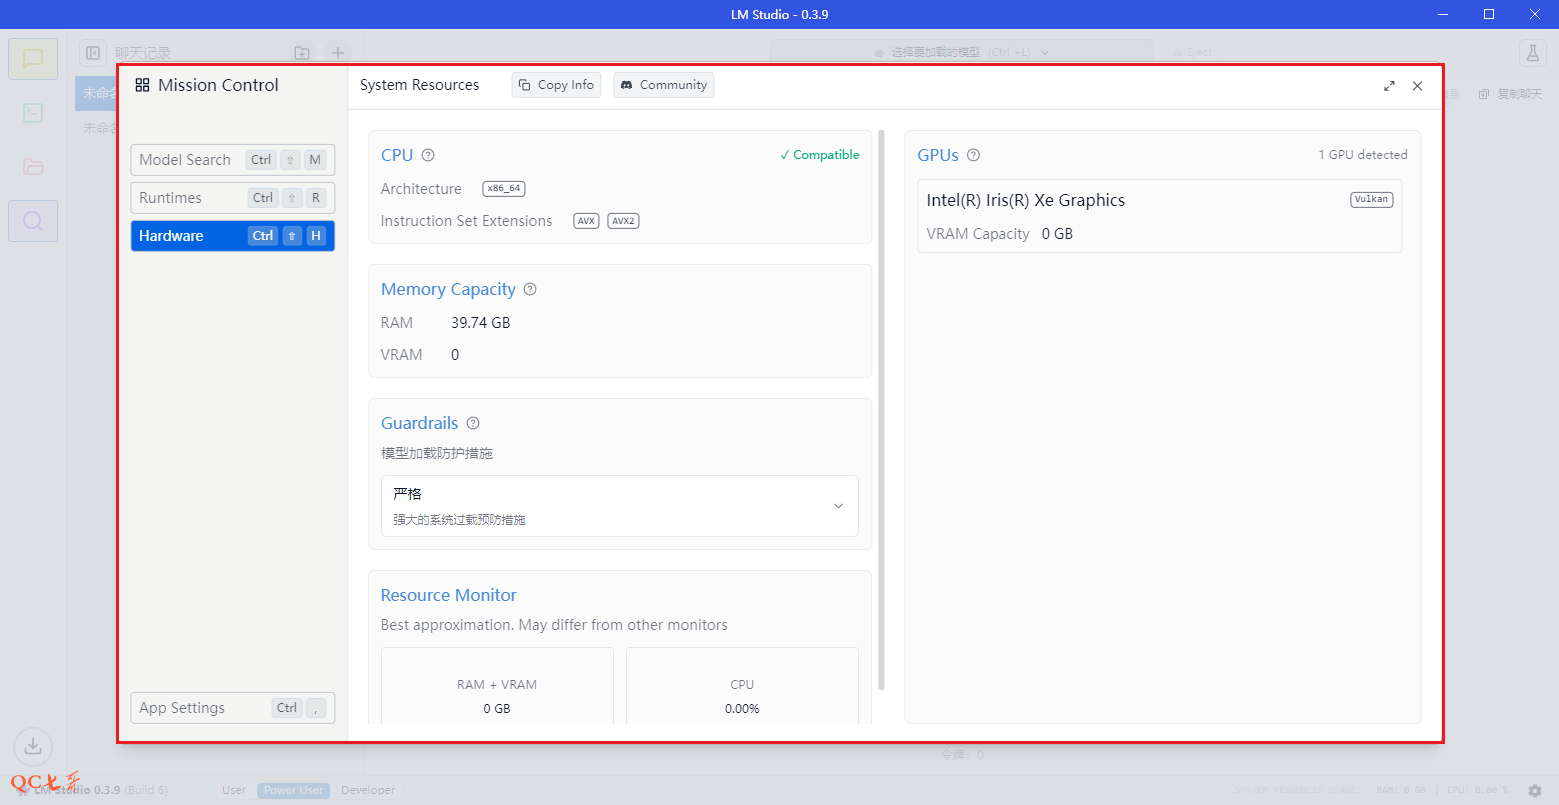 LM Studio - 0.3.9
聊天记录
选择要加载的模型 (Ctrl + L)
Eject
未命名
未命名
复制聊天
Mission Control
Model Search Ctrl ⇧ M
Runtimes Ctrl ⇧ R
Hardware Ctrl ⇧ H
App Settings Ctrl ,
System Resources
Copy Info
Community
CPU
✓ Compatible
Architecture x86_64
Instruction Set Extensions AVX AVX2
Memory Capacity
RAM 39.74 GB
VRAM 0
Guardrails
模型加载防护措施
严格
强大的系统过载预防措施
Resource Monitor
Best approximation. May differ from other monitors
RAM + VRAM
0 GB
CPU
0.00%
GPUs
1 GPU detected
Intel(R) Iris(R) Xe Graphics
Vulkan
VRAM Capacity 0 GB
令牌: 0
LM Studio 0.3.9 (Build 6)
User
Power User
Developer
SYSTEM RESOURCES USAGE: RAM: 0 GB | CPU: 0.00 %